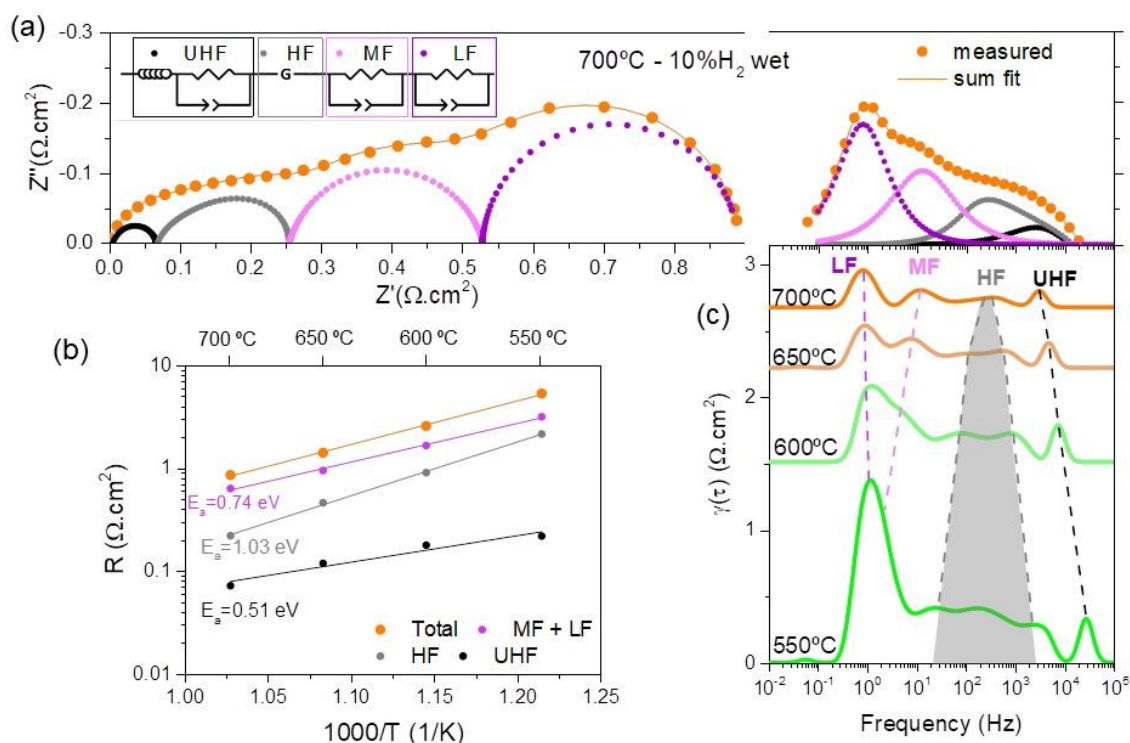 (a)
UHF HF MF LF
G
700ºC - 10%H₂ wet
measured
sum fit
-0.3
-0.2
-0.1
0.0
Z''(Ω.cm²)
0.0 0.1 0.2 0.3 0.4 0.5 0.6 0.7 0.8 0.9
Z'(Ω.cm²)
(b)
700 ºC 650 ºC 600 ºC 550 ºC
10
1
0.1
0.01
R (Ω.cm²)
Eₐ=0.74 eV
Eₐ=1.03 eV
Eₐ=0.51 eV
Total MF + LF
HF UHF
1.00 1.05 1.10 1.15 1.20 1.25
1000/T (1/K)
(c)
LF MF HF UHF
3
2
1
0
γ(τ) (Ω.cm²)
700ºC
650ºC
600ºC
550ºC
10⁻² 10⁻¹ 10⁰ 10¹ 10² 10³ 10⁴ 10⁵
Frequency (Hz)